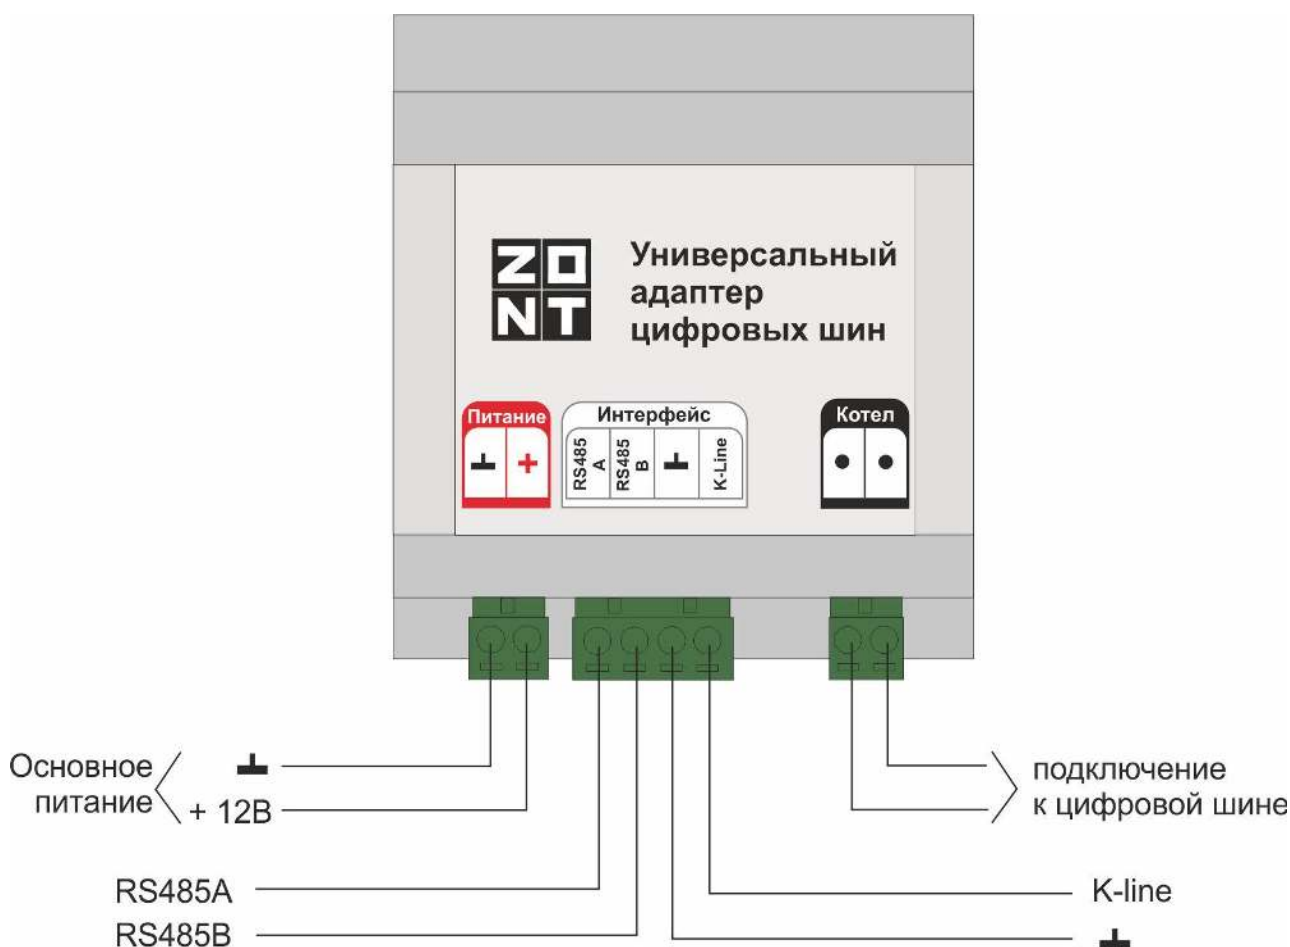 ZO
NT
Универсальный
адаптер
цифровых шин
Питание
+
Интерфейс
RS485
A
RS485
B
K-Line
Котел
Основное
питание
+ 12В
RS485A
RS485B
подключение
к цифровой шине
K-line